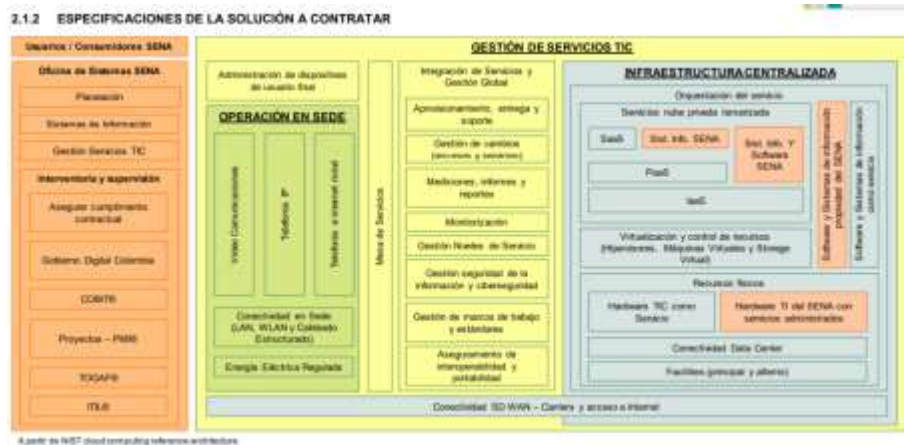 2.1.2 ESPECIFICACIONES DE LA SOLUCIÓN A CONTRATAR
Usuarios / Consumidores SENA
Oficina de Sistemas SENA
Planeación
Sistemas de Información
Gestión Servicios TIC
Interventoría y supervisión
Asegurar cumplimiento
contractual
Gobierno Digital Colombia
COBIT®
Proyectos – PMI®
TOGAF®
ITIL®
GESTIÓN DE SERVICIOS TIC
Administración de dispositivos
de usuario final
OPERACIÓN EN SEDE
Video Comunicaciones
Telefonía IP
Telefonía e internet rural
Conectividad en Sede
(LAN, WLAN y Cableado
Estructurado)
Energía Eléctrica Regulada
Mesa de Servicios
Integración de Servicios y
Gestión Global
Aprovisionamiento, entrega y
soporte
Gestión de cambios
Mediciones, informes y
reportes
Monitorización
Gestión Niveles de Servicio
Gestión seguridad de la
información y ciberseguridad
Gestión de marcos de trabajo
y estándares
Aseguramiento de
interoperabilidad y
portabilidad
INFRAESTRUCTURA CENTRALIZADA
Orquestación del servicio
Servicios nube privada tercerizada
SaaS
Sist. Info. SENA
Sist. Info. Y
Software
SENA
PaaS
IaaS
Software y Sistemas de información
propiedad del SENA
Software y Sistemas de información
como servicio
Virtualización y control de recursos
(Hipervisores, Máquinas Virtuales y Storage
Virtual)
Recursos físicos
Hardware TIC como
Servicio
Hardware TI del SENA con
servicios administrados
Conectividad Data Center
Facilities (principal y alterno)
Conectividad SD-WAN – Carriers y acceso a Internet
A partir de NIST cloud computing reference architecture